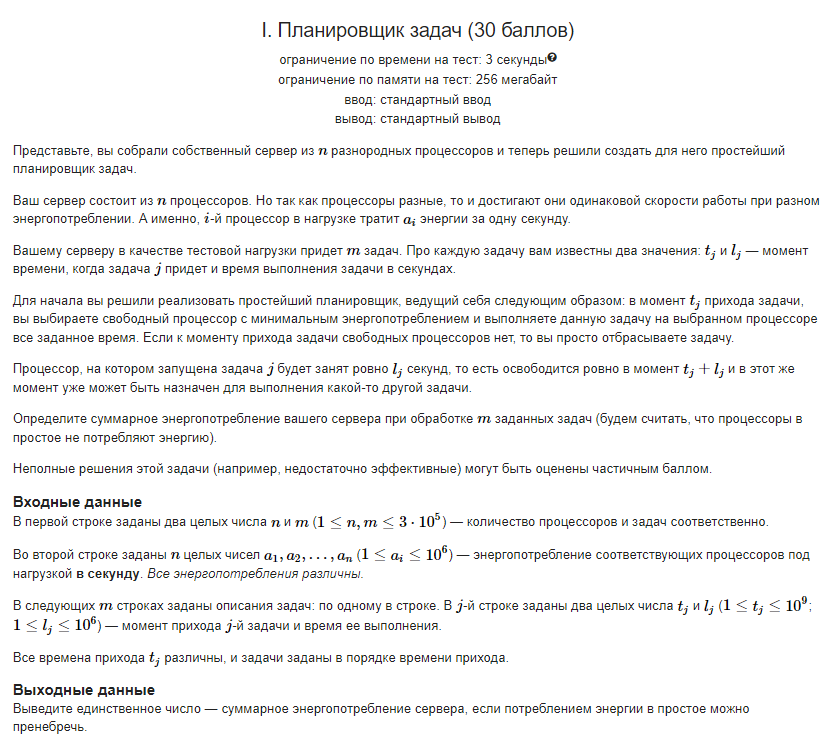 I. Планировщик задач (30 баллов)
ограничение по времени на тест: 3 секунды
ограничение по памяти на тест: 256 мегабайт
ввод: стандартный ввод
вывод: стандартный вывод
Представьте, вы собрали собственный сервер из n разнородных процессоров и теперь решили создать для него простейший
планировщик задач.
Ваш сервер состоит из n процессоров. Но так как процессоры разные, то и достигают они одинаковой скорости работы при разном
энергопотреблении. А именно, i-й процессор в нагрузке тратит a_i энергии за одну секунду.
Вашему серверу в качестве тестовой нагрузки придет m задач. Про каждую задачу вам известны два значения: t_j и l_j — момент
времени, когда задача j придет и время выполнения задачи в секундах.
Для начала вы решили реализовать простейший планировщик, ведущий себя следующим образом: в момент t_j прихода задачи,
вы выбираете свободный процессор с минимальным энергопотреблением и выполняете данную задачу на выбранном процессоре
все заданное время. Если к моменту прихода задачи свободных процессоров нет, то вы просто отбрасываете задачу.
Процессор, на котором запущена задача j будет занят ровно l_j секунд, то есть освободится ровно в момент t_j + l_j и в этот же
момент уже может быть назначен для выполнения какой-то другой задачи.
Определите суммарное энергопотребление вашего сервера при обработке m заданных задач (будем считать, что процессоры в
простое не потребляют энергию).
Неполные решения этой задачи (например, недостаточно эффективные) могут быть оценены частичным баллом.
Входные данные
В первой строке заданы два целых числа n и m (1 ≤ n, m ≤ 3 · 10^5) — количество процессоров и задач соответственно.
Во второй строке заданы n целых чисел a_1, a_2, . . . , a_n (1 ≤ a_i ≤ 10^6) — энергопотребление соответствующих процессоров под
нагрузкой в секунду. Все энергопотребления различны.
В следующих m строках заданы описания задач: по одному в строке. В j-й строке заданы два целых числа t_j и l_j (1 ≤ t_j ≤ 10^9;
1 ≤ l_j ≤ 10^6) — момент прихода j-й задачи и время ее выполнения.
Все времена прихода t_j различны, и задачи заданы в порядке времени прихода.
Выходные данные
Выведите единственное число — суммарное энергопотребление сервера, если потреблением энергии в простое можно
пренебречь.